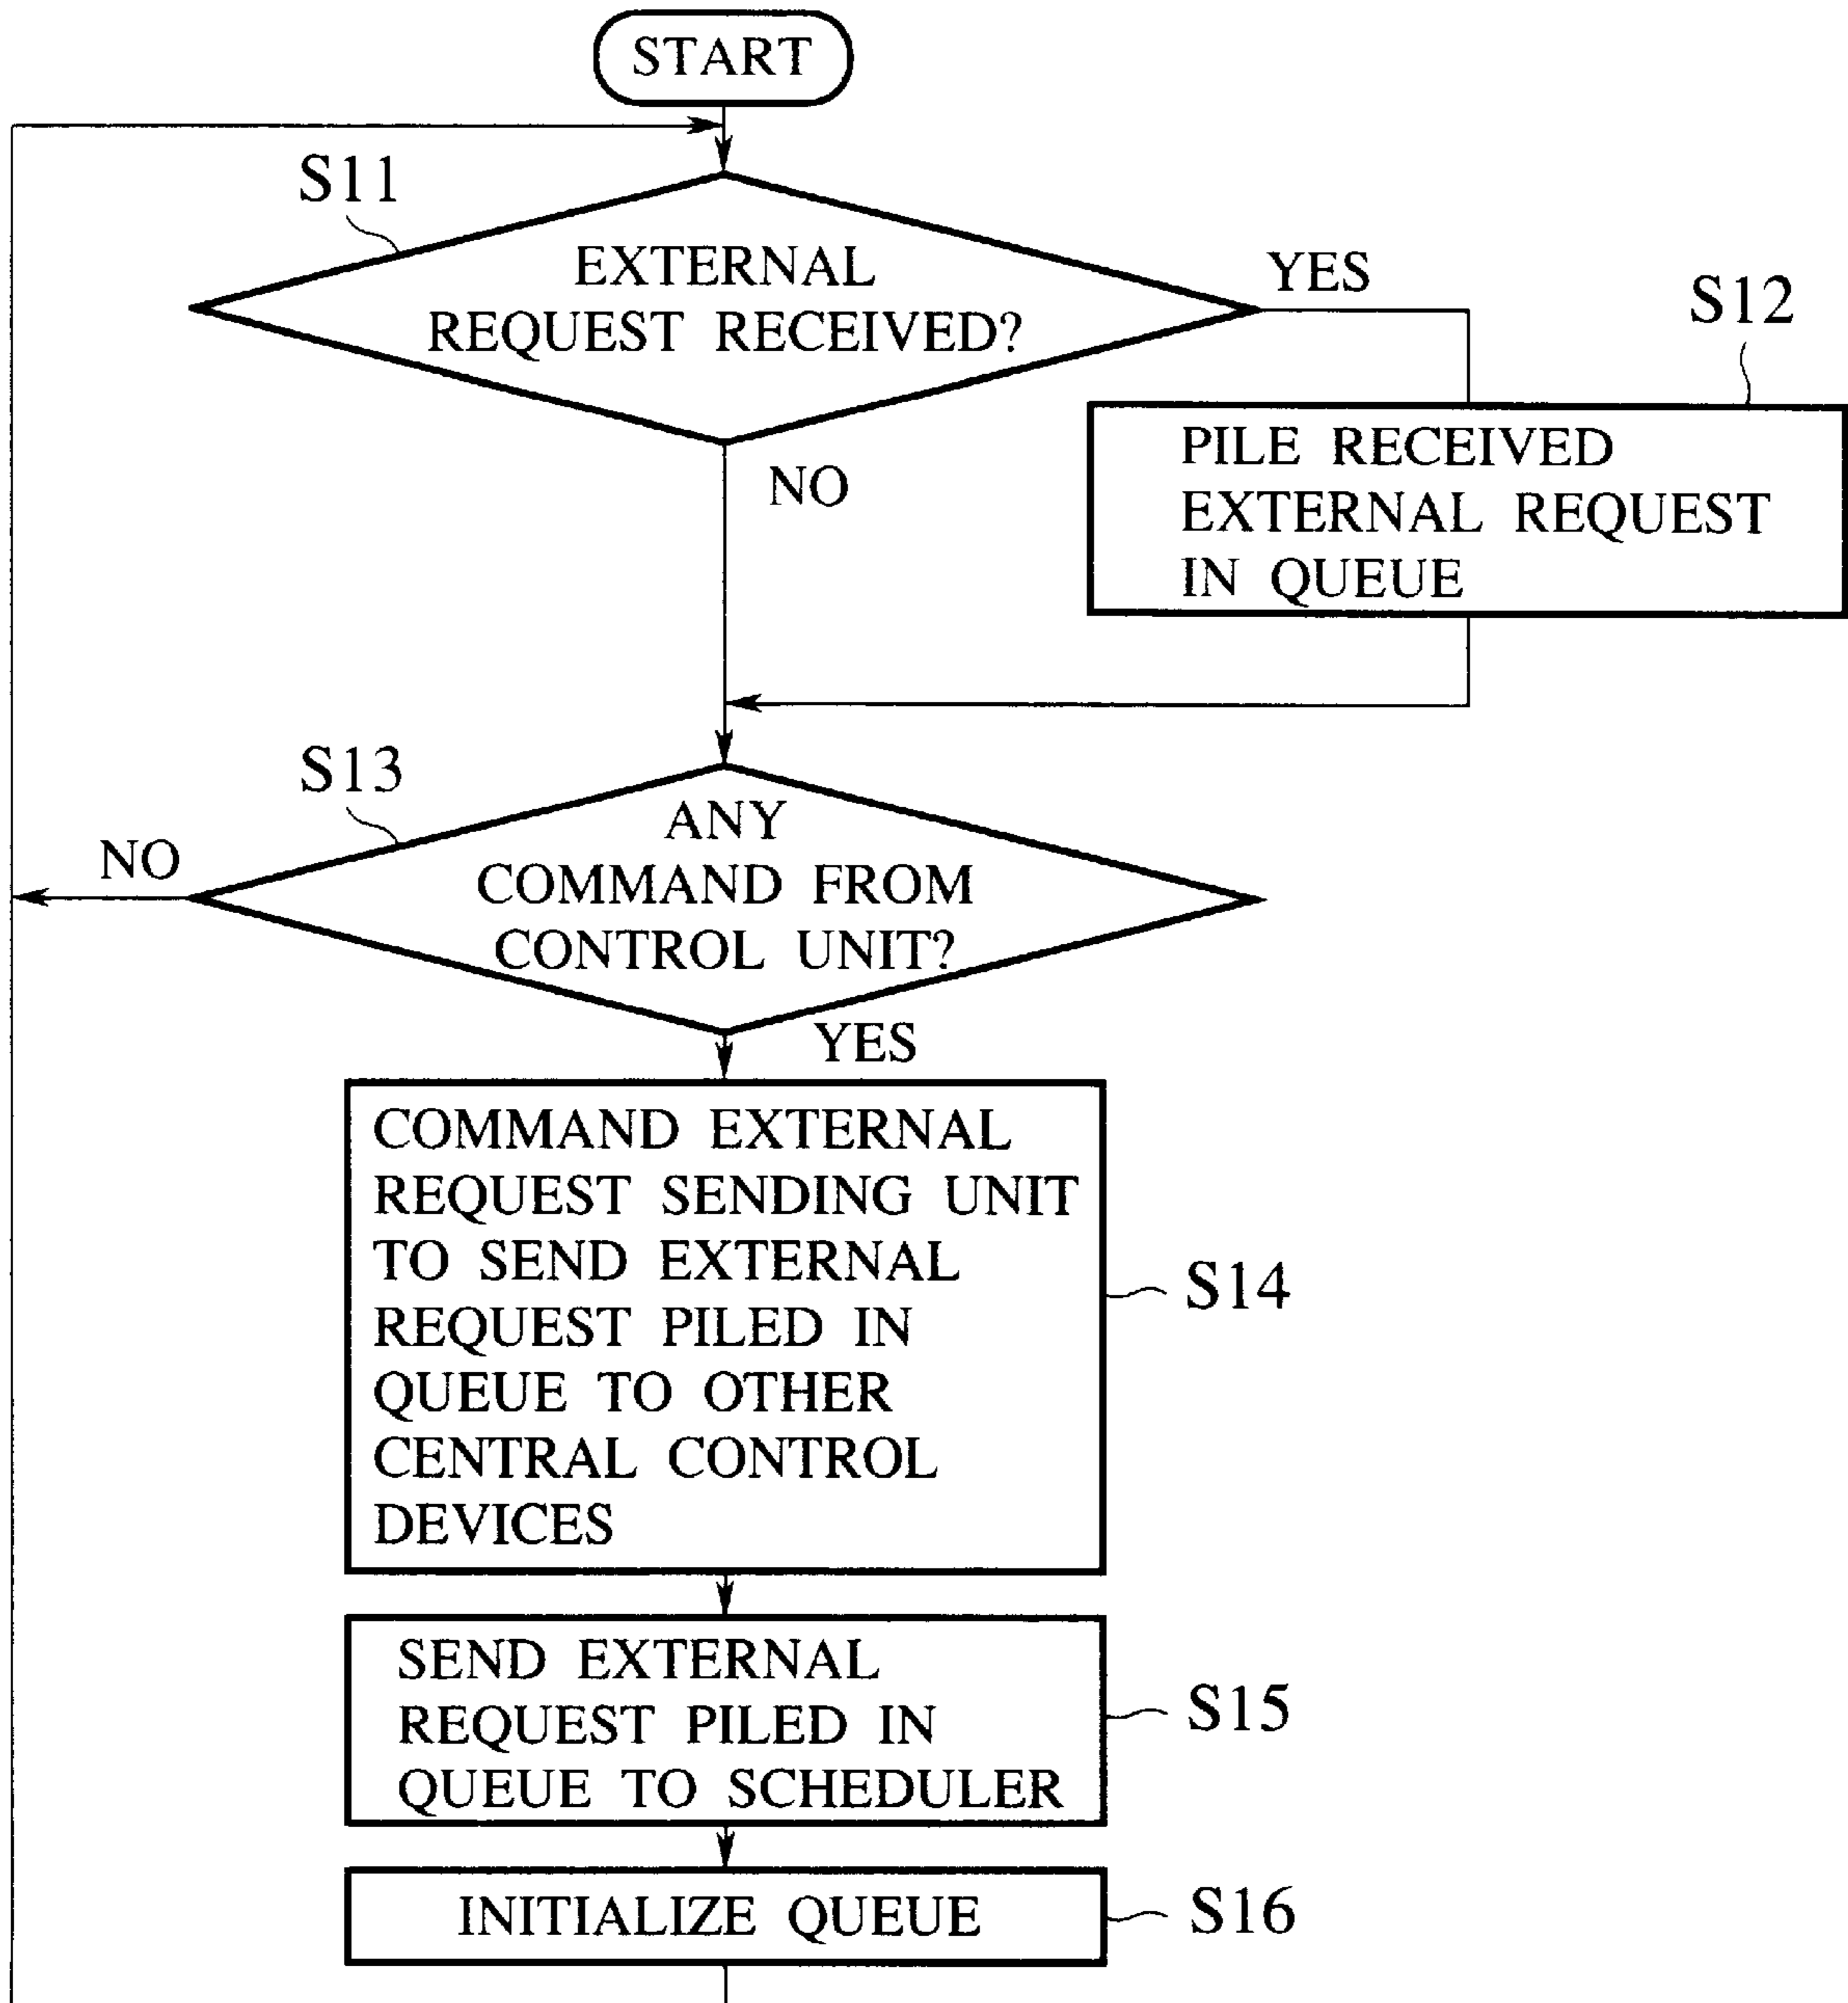 START
S11
EXTERNAL
REQUEST RECEIVED?
YES
S12
PILE RECEIVED
EXTERNAL REQUEST
IN QUEUE
NO
S13
ANY
COMMAND FROM
CONTROL UNIT?
NO
YES
COMMAND EXTERNAL
REQUEST SENDING UNIT
TO SEND EXTERNAL
REQUEST PILED IN
QUEUE TO OTHER
CENTRAL CONTROL
DEVICES
S14
SEND EXTERNAL
REQUEST PILED IN
QUEUE TO SCHEDULER
S15
INITIALIZE QUEUE
S16